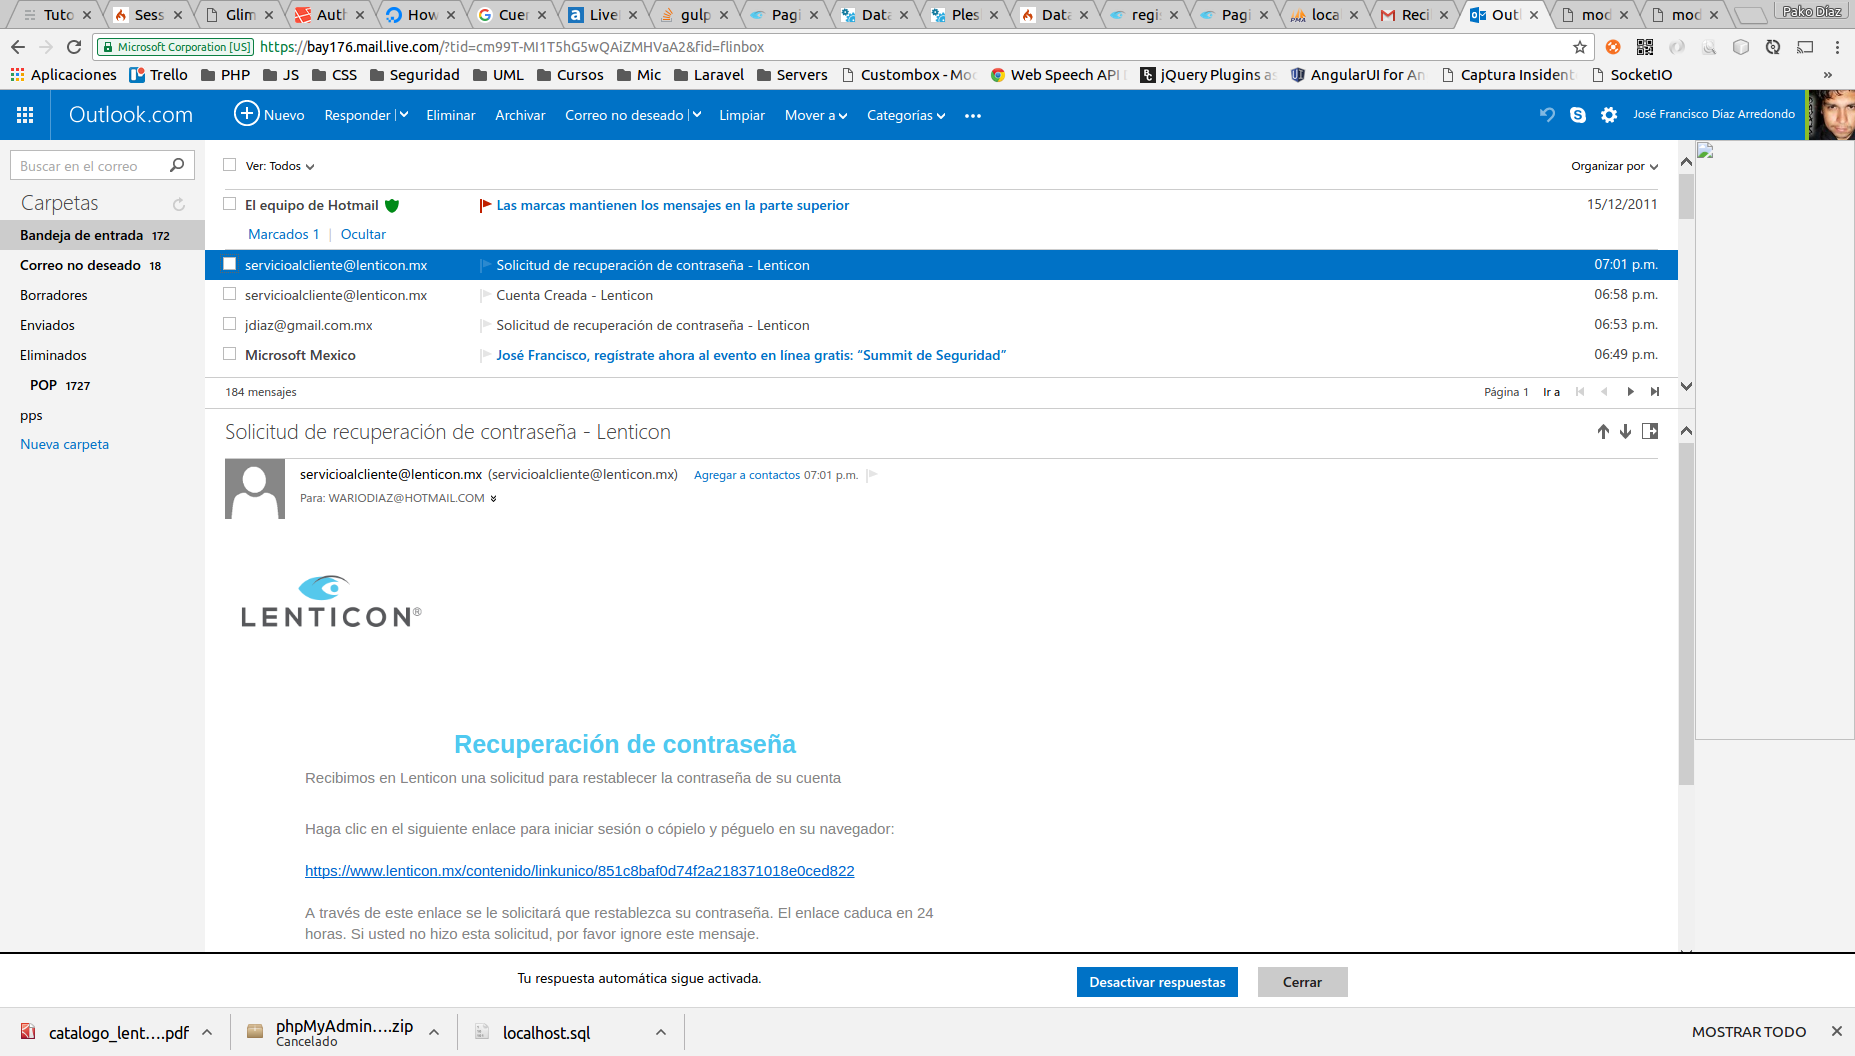 Tuto
Sess
Glim
Auth
How
Cuer
Livel
gulp
Pagi
Data
Plesl
Data
regis
Pagi
loca
Recil
Outl
mod
mod
Pako Díaz
Microsoft Corporation [US]
https://bay176.mail.live.com/?tid=cm99T-MI1T5hG5wQAiZMHVaA2&fid=flinbox
Aplicaciones
Trello
PHP
JS
CSS
Seguridad
UML
Cursos
Mic
Laravel
Servers
Custombox - Mo
Web Speech API
jQuery Plugins as
AngularUI for An
Captura Insident
SocketIO
»
Outlook.com
Nuevo
Responder
Eliminar
Archivar
Correo no deseado
Limpiar
Mover a
Categorías
José Francisco Díaz Arredondo
Buscar en el correo
Carpetas
Bandeja de entrada 172
Correo no deseado 18
Borradores
Enviados
Eliminados
POP 1727
pps
Nueva carpeta
Ver: Todos
Organizar por
El equipo de Hotmail Las marcas mantienen los mensajes en la parte superior 15/12/2011
Marcados 1 | Ocultar
servicioalcliente@lenticon.mx Solicitud de recuperación de contraseña - Lenticon 07:01 p.m.
servicioalcliente@lenticon.mx Cuenta Creada - Lenticon 06:58 p.m.
jdiaz@gmail.com.mx Solicitud de recuperación de contraseña - Lenticon 06:53 p.m.
Microsoft Mexico José Francisco, regístrate ahora al evento en línea gratis: “Summit de Seguridad” 06:49 p.m.
184 mensajes Página 1 Ir a
Solicitud de recuperación de contraseña - Lenticon
servicioalcliente@lenticon.mx (servicioalcliente@lenticon.mx) Agregar a contactos 07:01 p.m.
Para: WARIODIAZ@HOTMAIL.COM
LENTICON®
Recuperación de contraseña
Recibimos en Lenticon una solicitud para restablecer la contraseña de su cuenta
Haga clic en el siguiente enlace para iniciar sesión o cópielo y péguelo en su navegador:
https://www.lenticon.mx/contenido/linkunico/851c8baf0d74f2a218371018e0ced822
A través de este enlace se le solicitará que restablezca su contraseña. El enlace caduca en 24
horas. Si usted no hizo esta solicitud, por favor ignore este mensaje.
Tu respuesta automática sigue activada.
Desactivar respuestas
Cerrar
catalogo_lent....pdf
phpMyAdmin....zip
Cancelado
localhost.sql
MOSTRAR TODO